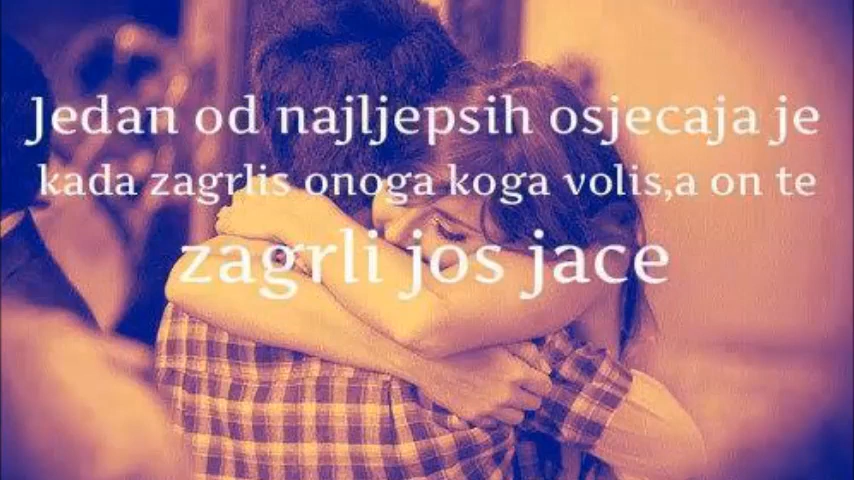 Jedan od najljepsih osjecaja je
kada zagrlis onoga koga volis,a on te
zagrli jos jace